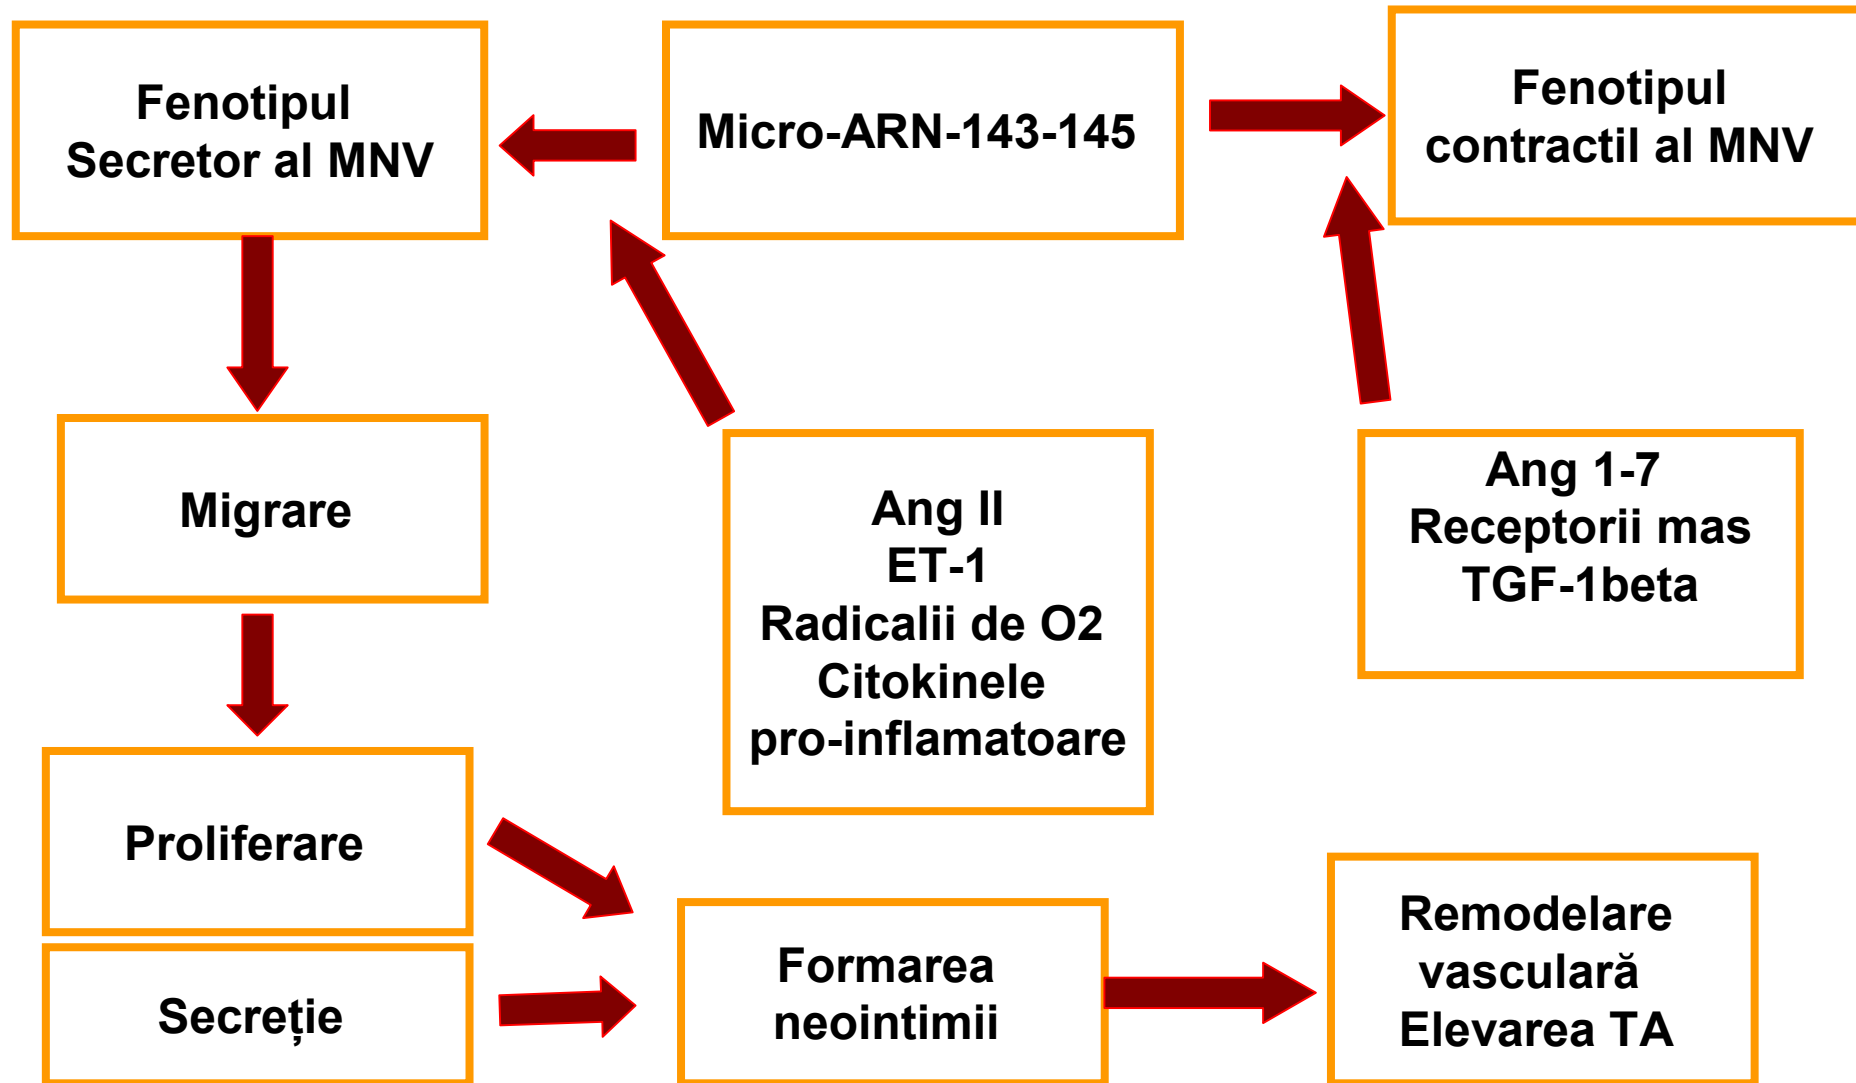 Fenotipul
Secretor al MNV
Micro-ARN-143-145
Fenotipul
contractil al MNV
Migrare
Ang II
ET-1
Radicalii de O2
Citokinele
pro-inflamatoare
Ang 1-7
Receptorii mas
TGF-1beta
Proliferare
Secreție
Formarea
neointimii
Remodelare
vasculară
Elevarea TA